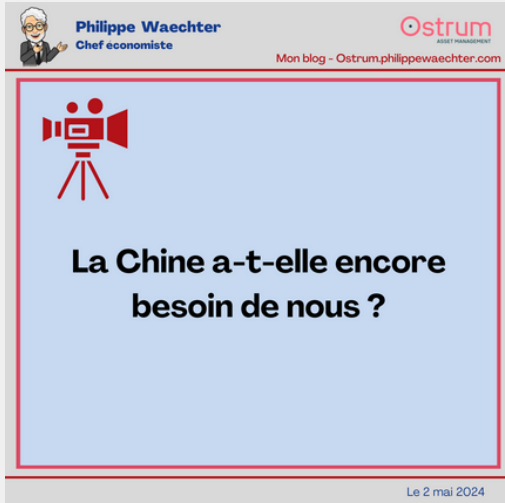 Philippe Waechter
Chef économiste
Ostrum
ASSET MANAGEMENT
Mon blog - Ostrum.philippewaechter.com
La Chine a-t-elle encore
besoin de nous ?
Le 2 mai 2024